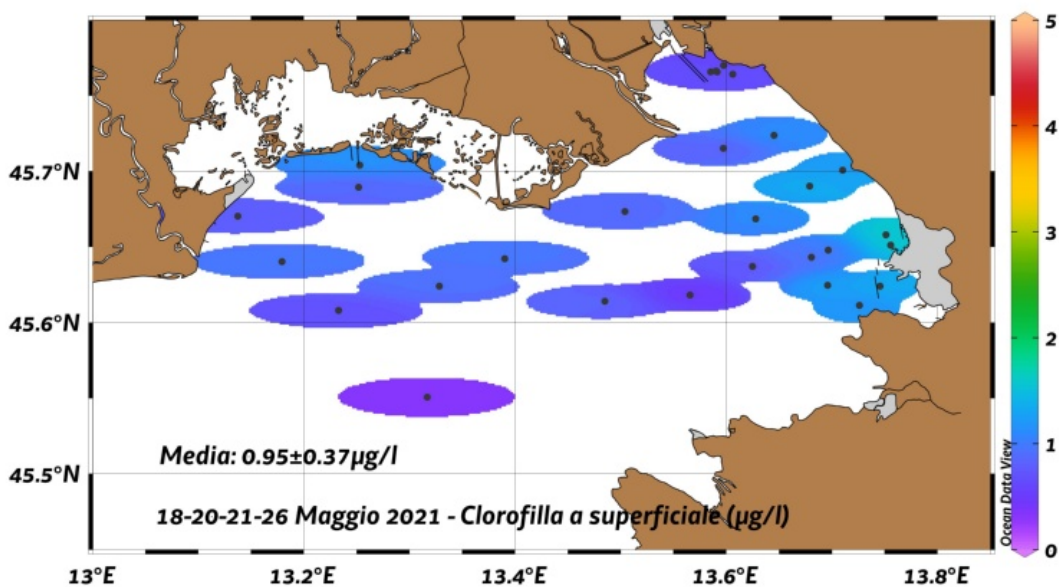 5
4
3
2
1
0
45.7°N
45.6°N
45.5°N
Media: 0.95±0.37µg/l
18-20-21-26 Maggio 2021 - Clorofilla a superficiale (µg/l)
Ocean Data View
13°E
13.2°E
13.4°E
13.6°E
13.8°E